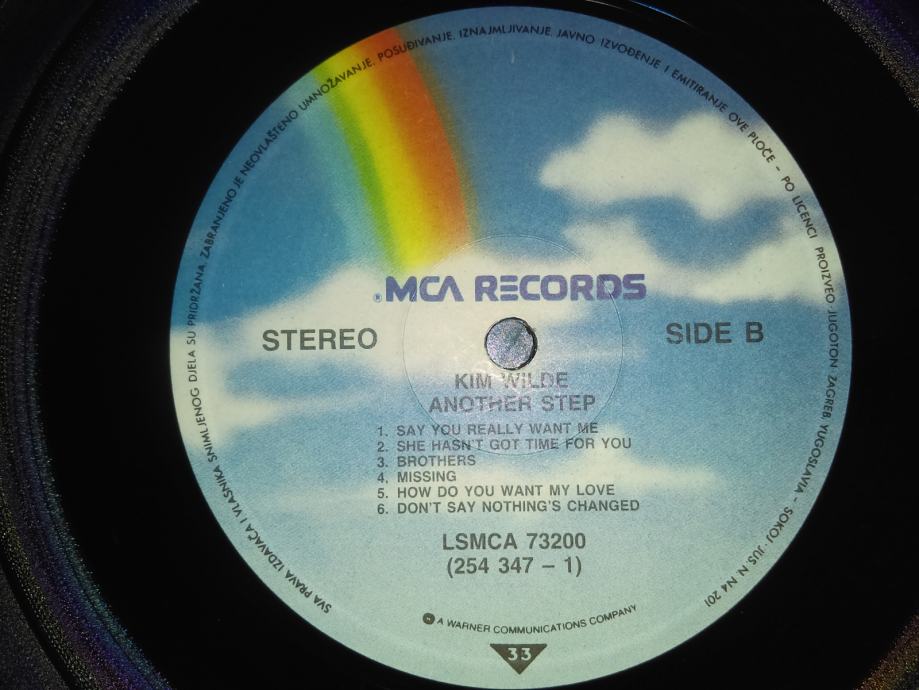 SVA PRAVA IZDAVAČA I VLASNIKA SNIMLJENOG DJELA SU PRIDRŽANA. ZABRANJENO JE NEOVLAŠTENO UMNOŽAVANJE, POSUĐIVANJE, IZNAJMLJIVANJE, JAVNO IZVOĐENJE I EMITIRANJE OVE PLOČE – PO LICENCI PROIZVEO · JUGOTON ZAGREB, YUGOSLAVIA – SOKOJ · JUS. N. N4 201
®MCA RECORDS
STEREO SIDE B
KIM WILDE
ANOTHER STEP
1. SAY YOU REALLY WANT ME
2. SHE HASN'T GOT TIME FOR YOU
3. BROTHERS
4. MISSING
5. HOW DO YOU WANT MY LOVE
6. DON'T SAY NOTHING'S CHANGED
LSMCA 73200
(254 347 – 1)
A WARNER COMMUNICATIONS COMPANY
33